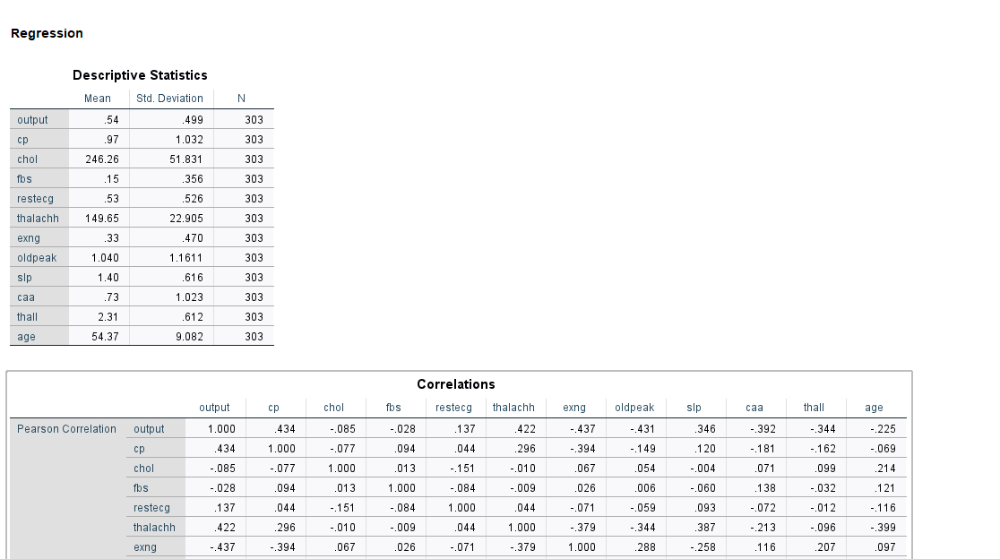 Regression
Descriptive Statistics
Mean Std. Deviation N
output .54 .499 303
cp .97 1.032 303
chol 246.26 51.831 303
fbs .15 .356 303
restecg .53 .526 303
thalachh 149.65 22.905 303
exng .33 .470 303
oldpeak 1.040 1.1611 303
slp 1.40 .616 303
caa .73 1.023 303
thall 2.31 .612 303
age 54.37 9.082 303
Correlations
output cp chol fbs restecg thalachh exng oldpeak slp caa thall age
Pearson Correlation output 1.000 .434 -.085 -.028 .137 .422 -.437 -.431 .346 -.392 -.344 -.225
cp .434 1.000 -.077 .094 .044 .296 -.394 -.149 .120 -.181 -.162 -.069
chol -.085 -.077 1.000 .013 -.151 -.010 .067 .054 -.004 .071 .099 .214
fbs -.028 .094 .013 1.000 -.084 -.009 .026 .006 -.060 .138 -.032 .121
restecg .137 .044 -.151 -.084 1.000 .044 -.071 -.059 .093 -.072 -.012 -.116
thalachh .422 .296 -.010 -.009 .044 1.000 -.379 -.344 .387 -.213 -.096 -.399
exng -.437 -.394 .067 .026 -.071 -.379 1.000 .288 -.258 .116 .207 .097